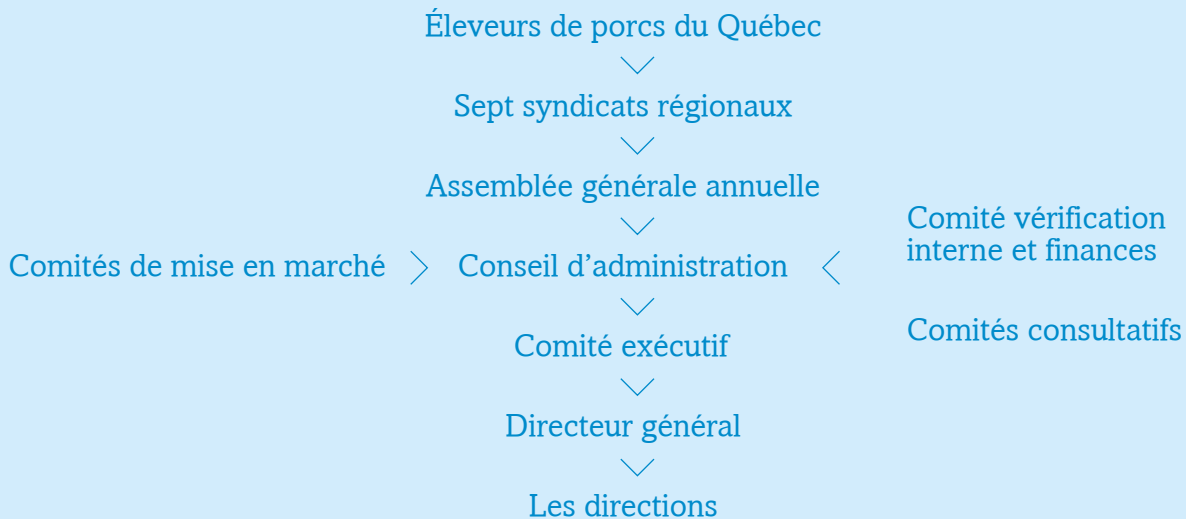 Éleveurs de porcs du Québec
Sept syndicats régionaux
Assemblée générale annuelle
Comités de mise en marché
Conseil d’administration
Comité vérification
interne et finances
Comités consultatifs
Comité exécutif
Directeur général
Les directions